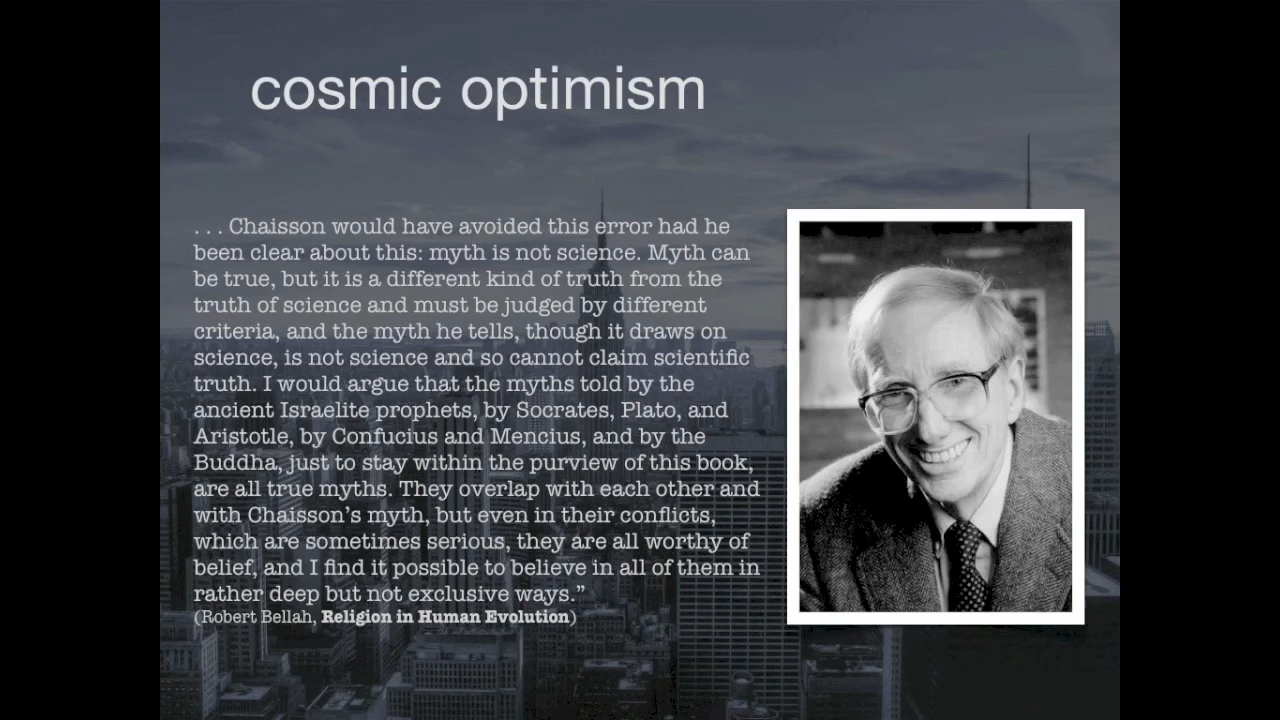 cosmic optimism
. . . Chaisson would have avoided this error had he
been clear about this: myth is not science. Myth can
be true, but it is a different kind of truth from the
truth of science and must be judged by different
criteria, and the myth he tells, though it draws on
science, is not science and so cannot claim scientific
truth. I would argue that the myths told by the
ancient Israelite prophets, by Socrates, Plato, and
Aristotle, by Confucius and Mencius, and by the
Buddha, just to stay within the purview of this book,
are all true myths. They overlap with each other and
with Chaisson’s myth, but even in their conflicts,
which are sometimes serious, they are all worthy of
belief, and I find it possible to believe in all of them in
rather deep but not exclusive ways.”
(Robert Bellah, Religion in Human Evolution)